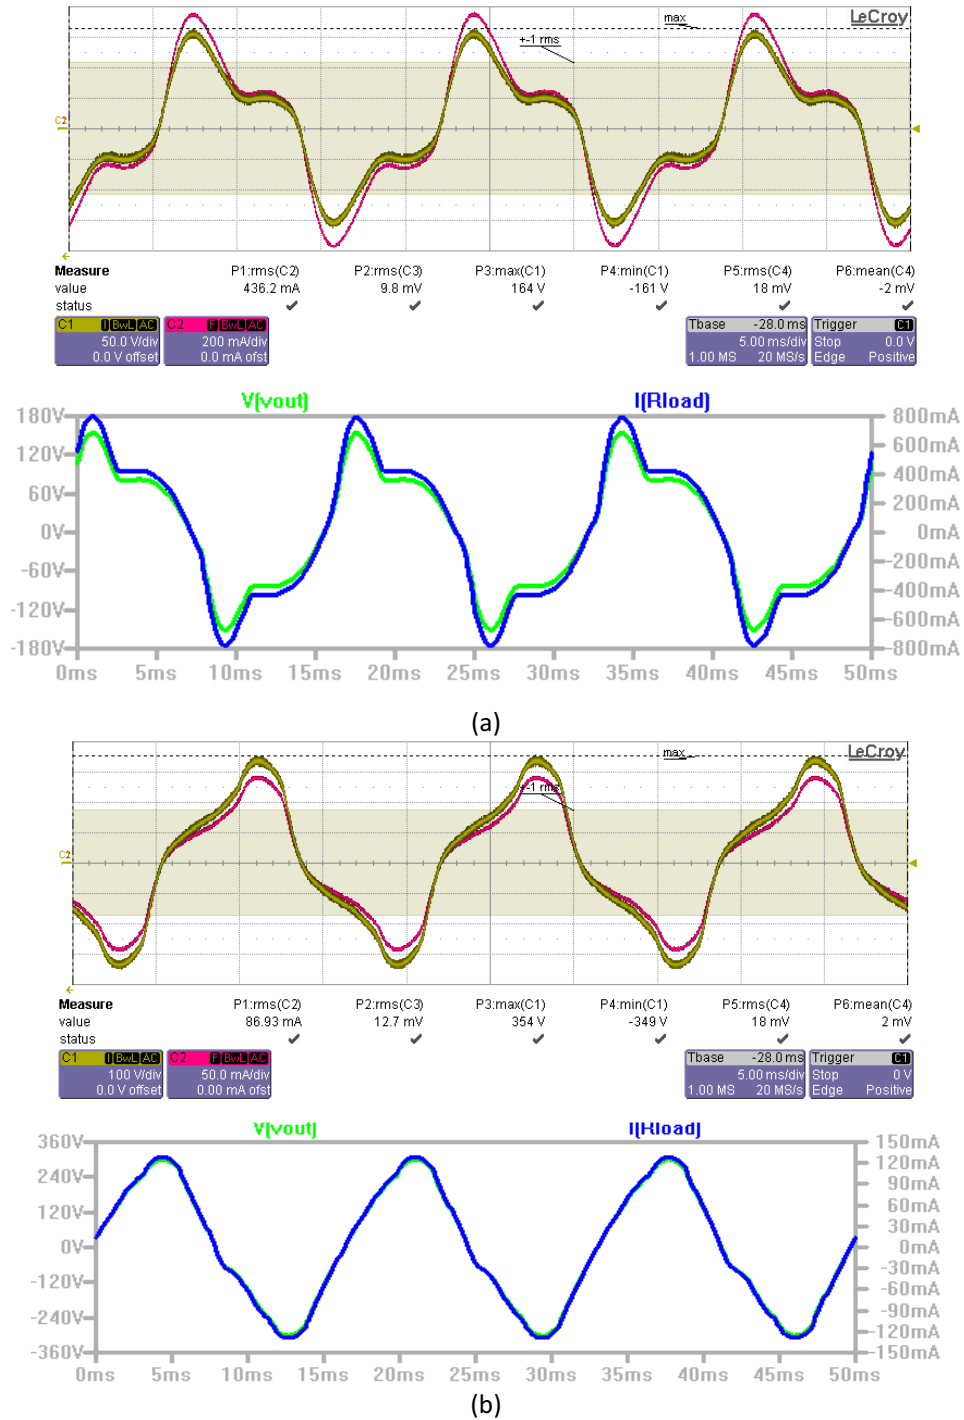 max
LeCroy
+-1 rms
C2
Measure P1:rms(C2) P2:rms(C3) P3:max(C1) P4:min(C1) P5:rms(C4) P6:mean(C4)
value 436.2 mA 9.8 mV 164 V -161 V 18 mV -2 mV
status
C1 BwL AC C2 F BwL AC Tbase -28.0 ms Trigger C1
50.0 V/div 200 mA/div 5.00 ms/div Stop 0.0 V
0.0 V offset 0.0 mA ofst 1.00 MS 20 MS/s Edge Positive
V(vout) I(Rload)
180V 800mA
120V 600mA
60V 400mA
200mA
0V 0mA
-60V -200mA
-400mA
-120V -600mA
-180V -800mA
0ms 5ms 10ms 15ms 20ms 25ms 30ms 35ms 40ms 45ms 50ms
(a)
max
LeCroy
+-1 rms
C2
Measure P1:rms(C2) P2:rms(C3) P3:max(C1) P4:min(C1) P5:rms(C4) P6:mean(C4)
value 86.93 mA 12.7 mV 354 V -349 V 18 mV 2 mV
status
C1 BwL AC C2 F BwL AC Tbase -28.0 ms Trigger C1
100 V/div 50.0 mA/div 5.00 ms/div Stop 0 V
0.0 V offset 0.00 mA ofst 1.00 MS 20 MS/s Edge Positive
V(vout) I(Rload)
360V 150mA
240V 120mA
90mA
120V 60mA
30mA
0V 0mA
-30mA
-120V -60mA
-90mA
-240V -120mA
-360V -150mA
0ms 5ms 10ms 15ms 20ms 25ms 30ms 35ms 40ms 45ms 50ms
(b)